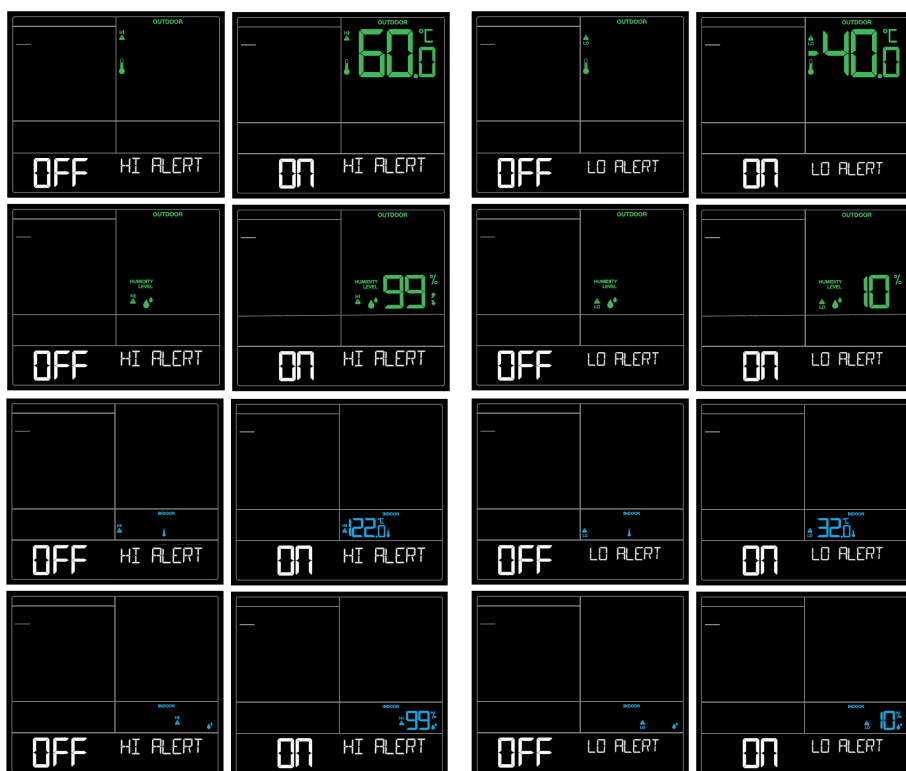 OUTDOOR
HI
OFF HI ALERT
OUTDOOR
HI
60.0 °C
ON HI ALERT
OUTDOOR
LO
OFF LO ALERT
OUTDOOR
LO
-40.0 °C
ON LO ALERT
OUTDOOR
HUMIDITY
LEVEL
HI
OFF HI ALERT
OUTDOOR
HUMIDITY
LEVEL
HI
99 %
ON HI ALERT
OUTDOOR
HUMIDITY
LEVEL
LO
OFF LO ALERT
OUTDOOR
HUMIDITY
LEVEL
LO
10 %
ON LO ALERT
INDOOR
HI
OFF HI ALERT
INDOOR
HI
122.0 °C
ON HI ALERT
INDOOR
LO
OFF LO ALERT
INDOOR
LO
32.0 °C
ON LO ALERT
INDOOR
HI
OFF HI ALERT
INDOOR
HI
99 %
ON HI ALERT
INDOOR
LO
OFF LO ALERT
INDOOR
LO
10 %
ON LO ALERT